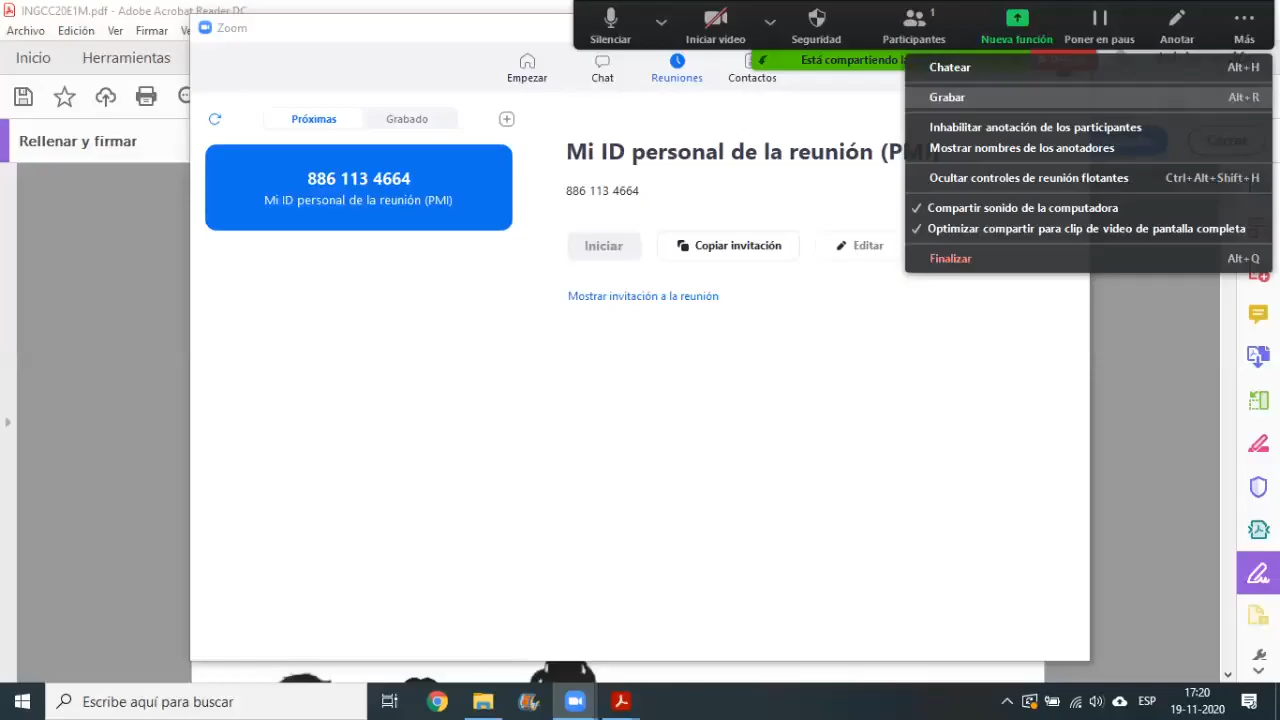 INGCC20E1M.pdf - Adobe Acrobat Reader DC
Archivo Edición Ver Firmar
Inicio Herramientas
Rellenar y firmar
Zoom
Empezar Chat Reuniones Contactos
Próximas Grabado
886 113 4664
Mi ID personal de la reunión (PMI)
Mi ID personal de la reunión (PMI)
886 113 4664
Iniciar Copiar invitación Editar
Mostrar invitación a la reunión
Silenciar Iniciar video Seguridad Participantes 1 Nueva función Poner en paus Anotar Más
Está compartiendo la
Chatear Alt+H
Grabar Alt+R
Inhabilitar anotación de los participantes
Mostrar nombres de los anotadores
Ocultar controles de reunión flotantes Ctrl+Alt+Shift+H
Compartir sonido de la computadora
Optimizar compartir para clip de video de pantalla completa
Finalizar Alt+Q
Cerrar
Escribe aquí para buscar
ESP
17:20
19-11-2020